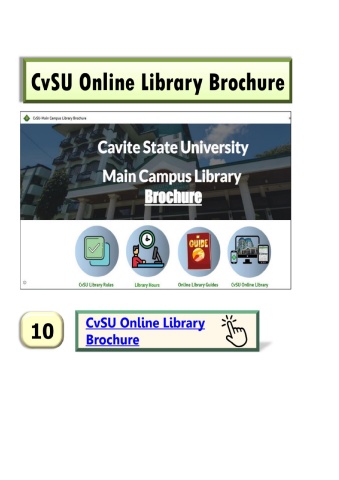 CvSU Online Library Brochure
CvSU Main Campus Library Brochure
Cavite State University
Main Campus Library
Brochure
GUIDE
CvSU Library Rules
Library Hours
Online Library Guides
CvSU Online Library
10
CvSU Online Library
Brochure